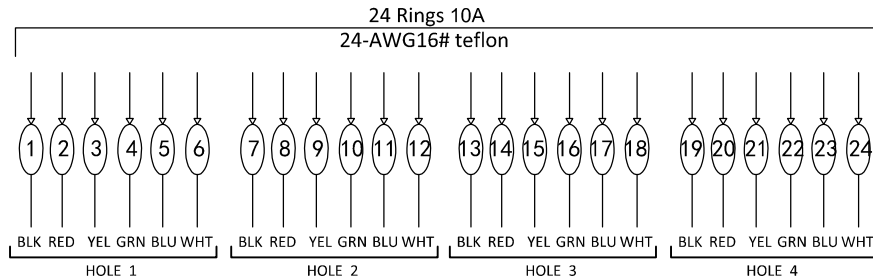 24 Rings 10A
24-AWG16# teflon
1 2 3 4 5 6 7 8 9 10 11 12 13 14 15 16 17 18 19 20 21 22 23 24
BLK RED YEL GRN BLU WHT BLK RED YEL GRN BLU WHT BLK RED YEL GRN BLU WHT BLK RED YEL GRN BLU WHT
HOLE 1 HOLE 2 HOLE 3 HOLE 4